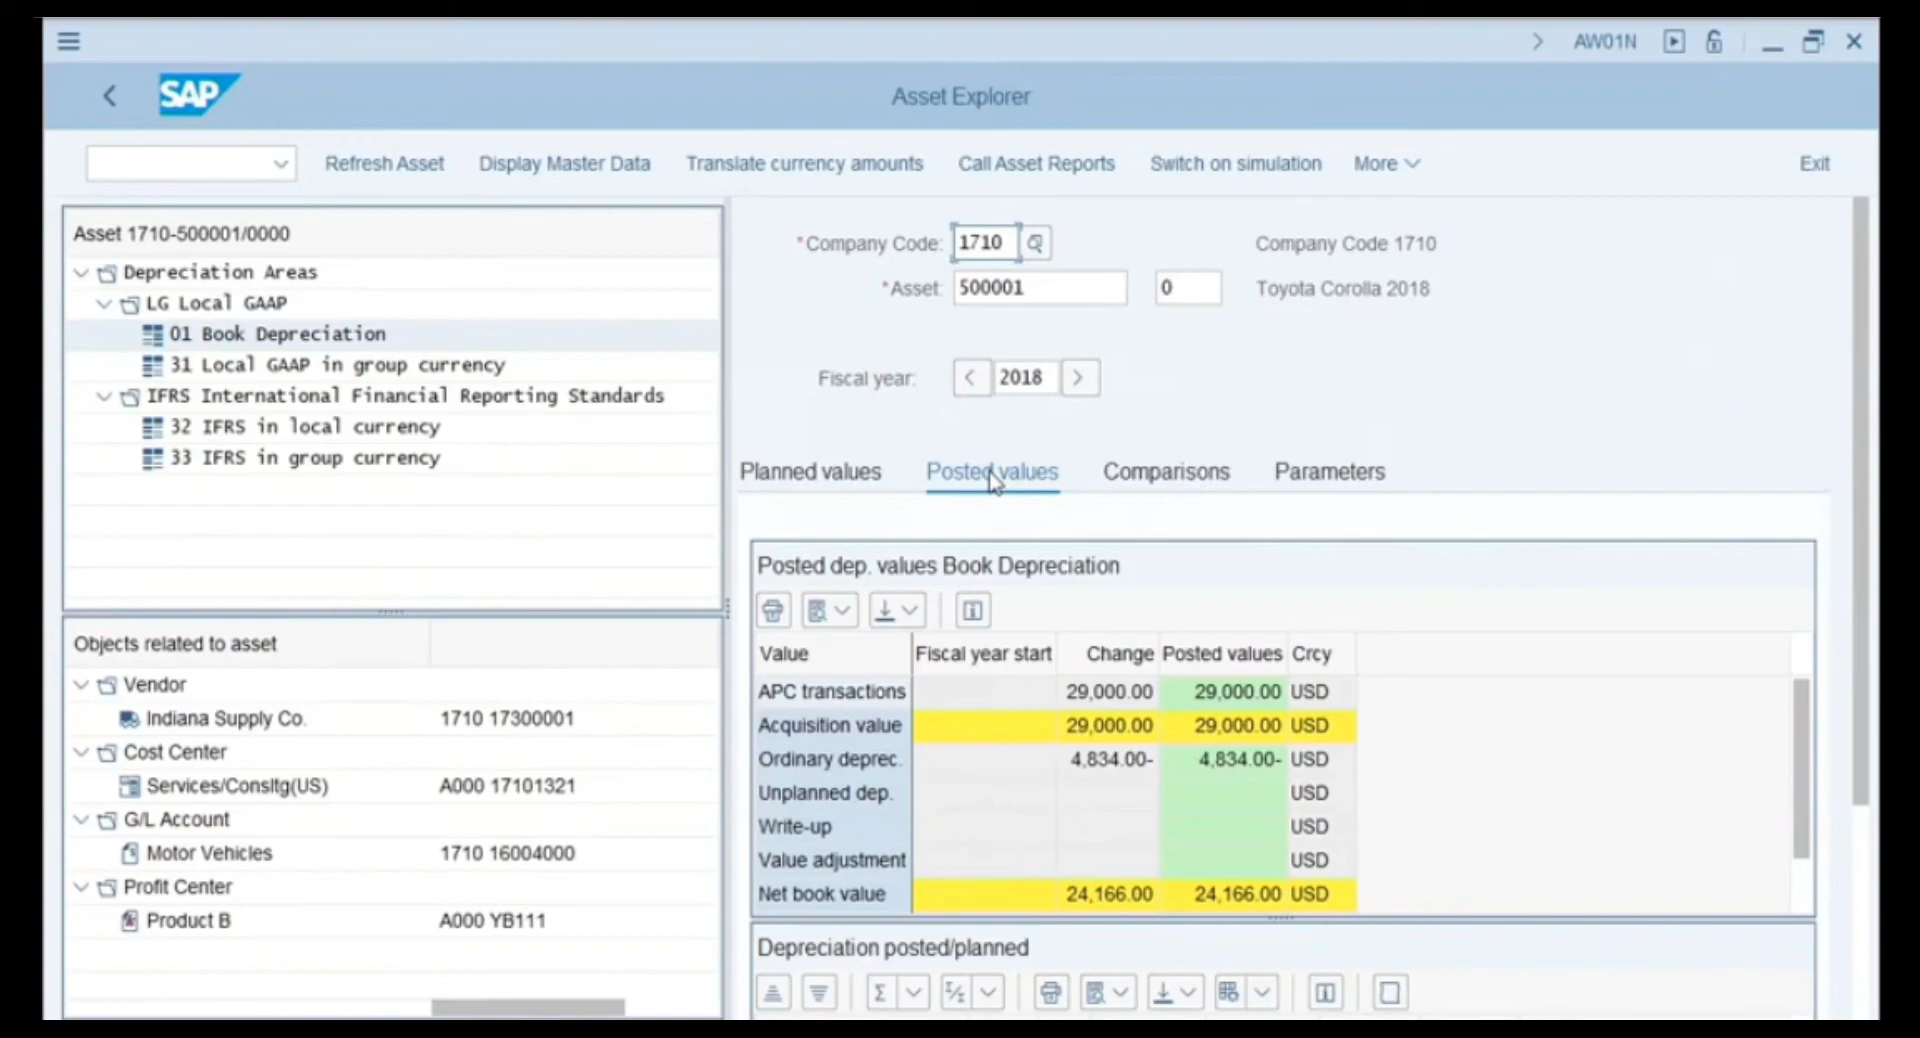 AW01N
SAP
Asset Explorer
Refresh Asset Display Master Data Translate currency amounts Call Asset Reports Switch on simulation More Exit
Asset 1710-500001/0000
Depreciation Areas
LG Local GAAP
01 Book Depreciation
31 Local GAAP in group currency
IFRS International Financial Reporting Standards
32 IFRS in local currency
33 IFRS in group currency
Objects related to asset
Vendor
Indiana Supply Co. 1710 17300001
Cost Center
Services/Consltg(US) A000 17101321
G/L Account
Motor Vehicles 1710 16004000
Profit Center
Product B A000 YB111
*Company Code: 1710 Company Code 1710
*Asset: 500001 0 Toyota Corolla 2018
Fiscal year: 2018
Planned values Posted values Comparisons Parameters
Posted dep. values Book Depreciation
Value Fiscal year start Change Posted values Crcy
APC transactions 29,000.00 29,000.00 USD
Acquisition value 29,000.00 29,000.00 USD
Ordinary deprec. 4,834.00- 4,834.00- USD
Unplanned dep. USD
Write-up USD
Value adjustment USD
Net book value 24,166.00 24,166.00 USD
Depreciation posted/planned